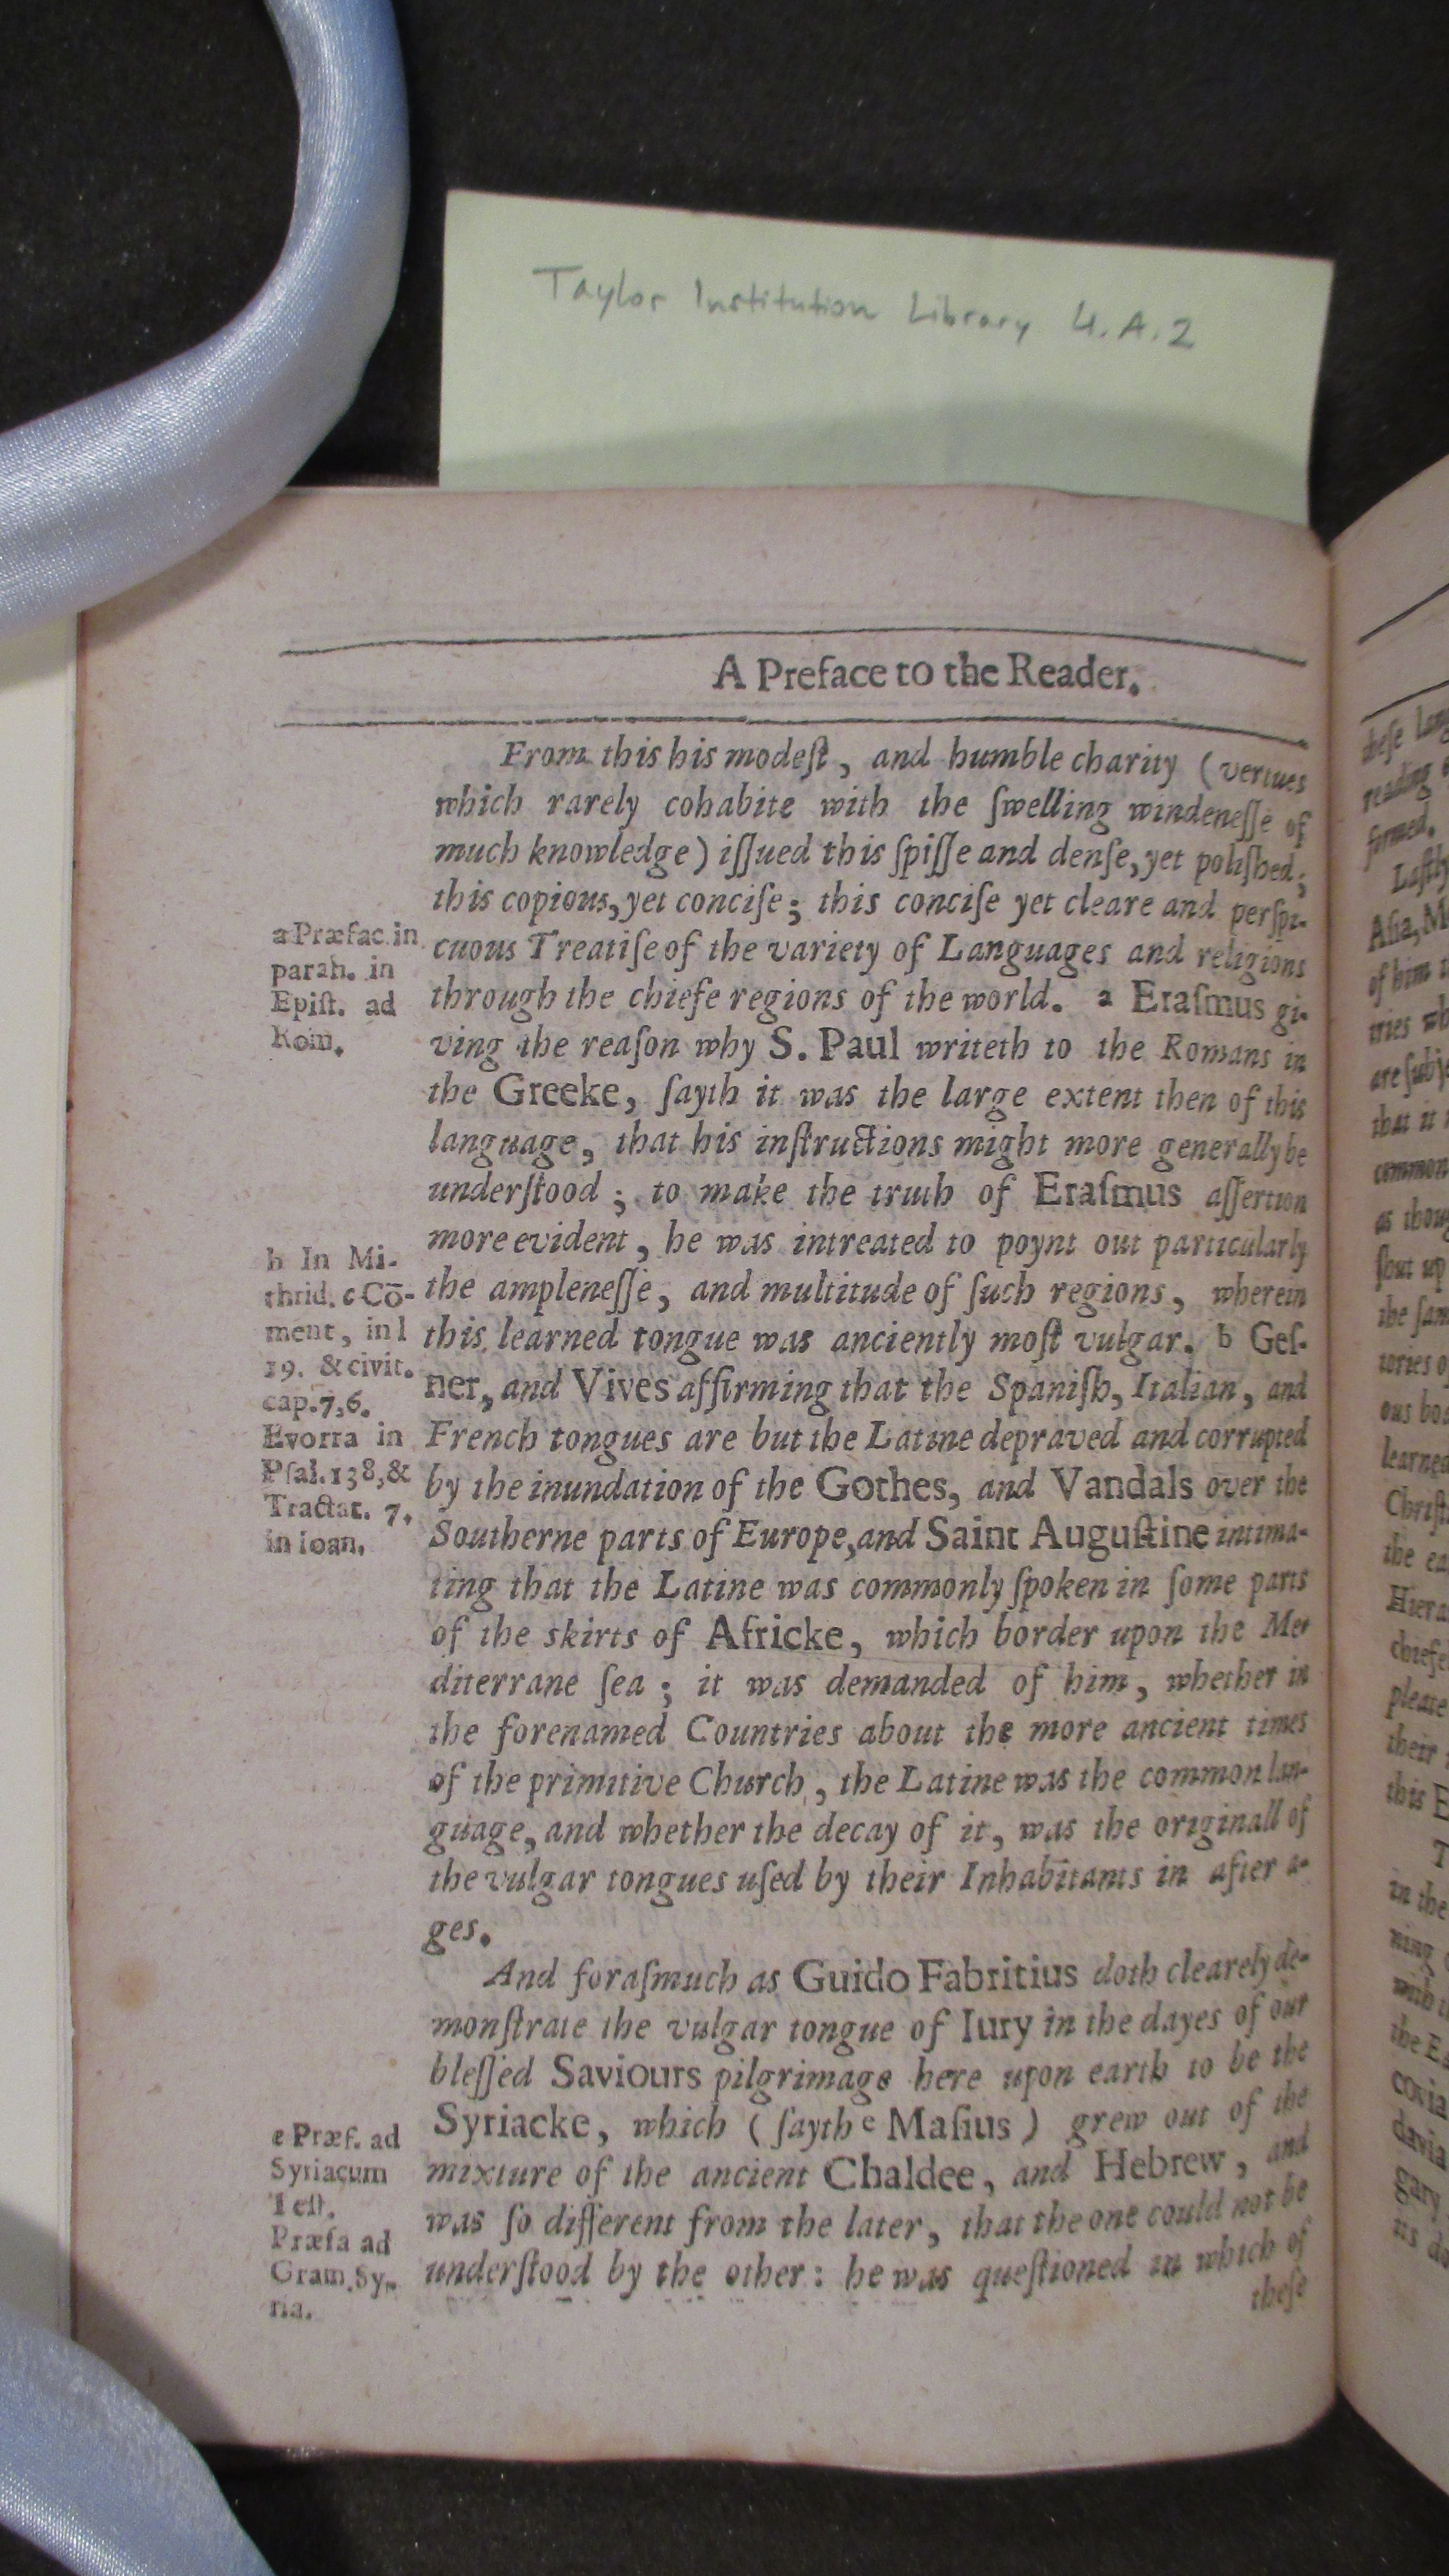 Taylor Institution Library 4.A.2
A Preface to the Reader.
From this his modeſt, and humble charity (vertues
which rarely cohabite with the ſwelling windeneſſe of
much knowledge) iſſued this ſpiſſe and denſe, yet poliſhed;
this copious, yet conciſe; this conciſe yet cleare and perſpi-
cuous Treatiſe of the variety of Languages and religions
through the chiefe regions of the world. a Eraſmus gi-
ving the reaſon why S. Paul writeth to the Romans in
the Greeke, ſayth it was the large extent then of this
language, that his inſtructions might more generally be
underſtood; to make the truth of Eraſmus aſſertion
more evident, he was intreated to poynt out particularly
the ampleneſſe, and multitude of ſuch regions, wherein
this learned tongue was anciently moſt vulgar. b Geſ-
ner, and Vives affirming that the Spaniſh, Italian, and
French tongues are but the Latine depraved and corrupted
by the inundation of the Gothes, and Vandals over the
Southerne parts of Europe, and Saint Auguſtine intima-
ting that the Latine was commonly ſpoken in ſome parts
of the skirts of Africke, which border upon the Me-
diterrane ſea; it was demanded of him, whether in
the forenamed Countries about the more ancient times
of the primitive Church, the Latine was the common lan-
guage, and whether the decay of it, was the originall of
the vulgar tongues uſed by their Inhabitants in after a-
ges.
And foraſmuch as Guido Fabritius doth clearely de-
monſtrate the vulgar tongue of Iury in the dayes of our
bleſſed Saviours pilgrimage here upon earth to be the
Syriacke, which (ſayth e Maſius) grew out of the
mixture of the ancient Chaldee, and Hebrew, and
was ſo different from the later, that the one could not be
underſtood by the other: he was queſtioned in which of
theſe
a Præfac. in
parah. in
Epiſt. ad
Rom.
b In Mi-
thrid. c Cō-
ment, in l
19. & civit.
cap. 7, 6.
Evorra in
Pſal. 138, &
Tractat. 7.
in ioan.
e Præf. ad
Syriacum
Teſt.
Præfa ad
Gram. Sy-
ria.